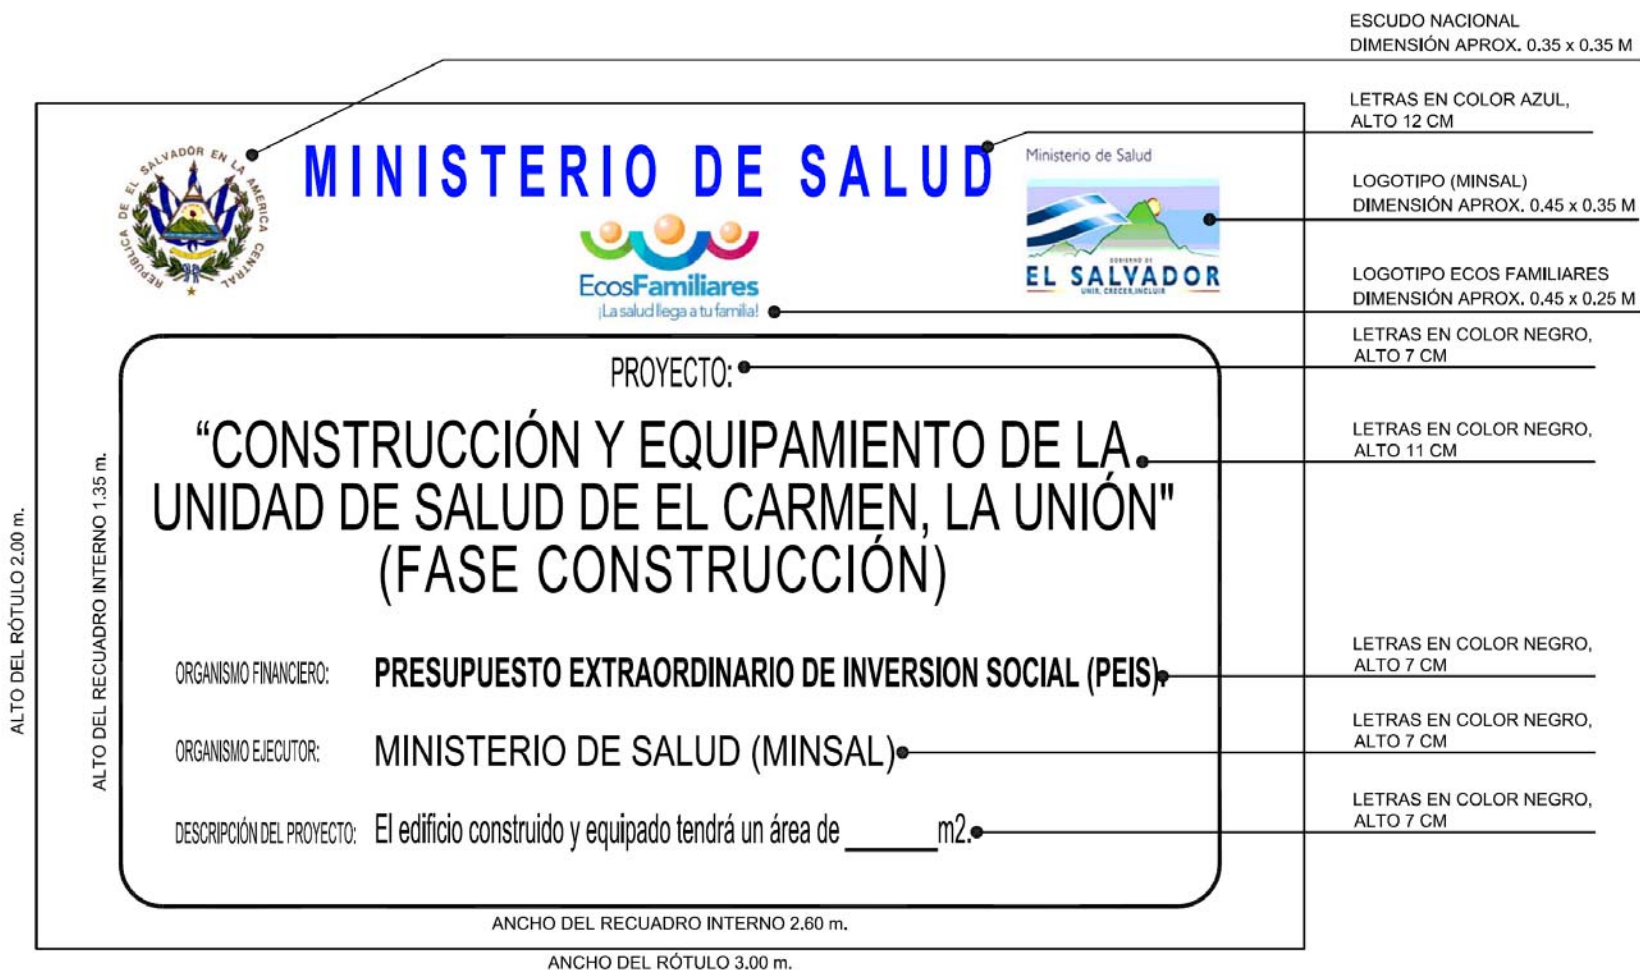 ESCUDO NACIONAL
DIMENSIÓN APROX. 0.35 x 0.35 M
LETRAS EN COLOR AZUL,
ALTO 12 CM
REPUBLICA DE EL SALVADOR EN LA AMERICA CENTRAL
MINISTERIO DE SALUD
Ministerio de Salud
GOBIERNO DE
EL SALVADOR
UNIR, CRECER, INCLUIR
LOGOTIPO (MINSAL)
DIMENSIÓN APROX. 0.45 x 0.35 M
EcosFamiliares
¡La salud llega a tu familia!
LOGOTIPO ECOS FAMILIARES
DIMENSIÓN APROX. 0.45 x 0.25 M
PROYECTO:
LETRAS EN COLOR NEGRO,
ALTO 7 CM
“CONSTRUCCIÓN Y EQUIPAMIENTO DE LA
UNIDAD DE SALUD DE EL CARMEN, LA UNIÓN"
(FASE CONSTRUCCIÓN)
LETRAS EN COLOR NEGRO,
ALTO 11 CM
ORGANISMO FINANCIERO: PRESUPUESTO EXTRAORDINARIO DE INVERSION SOCIAL (PEIS).
LETRAS EN COLOR NEGRO,
ALTO 7 CM
ORGANISMO EJECUTOR: MINISTERIO DE SALUD (MINSAL)
LETRAS EN COLOR NEGRO,
ALTO 7 CM
DESCRIPCIÓN DEL PROYECTO: El edificio construido y equipado tendrá un área de ______m2.
LETRAS EN COLOR NEGRO,
ALTO 7 CM
ALTO DEL RÓTULO 2.00 m.
ALTO DEL RECUADRO INTERNO 1.35 m.
ANCHO DEL RECUADRO INTERNO 2.60 m.
ANCHO DEL RÓTULO 3.00 m.